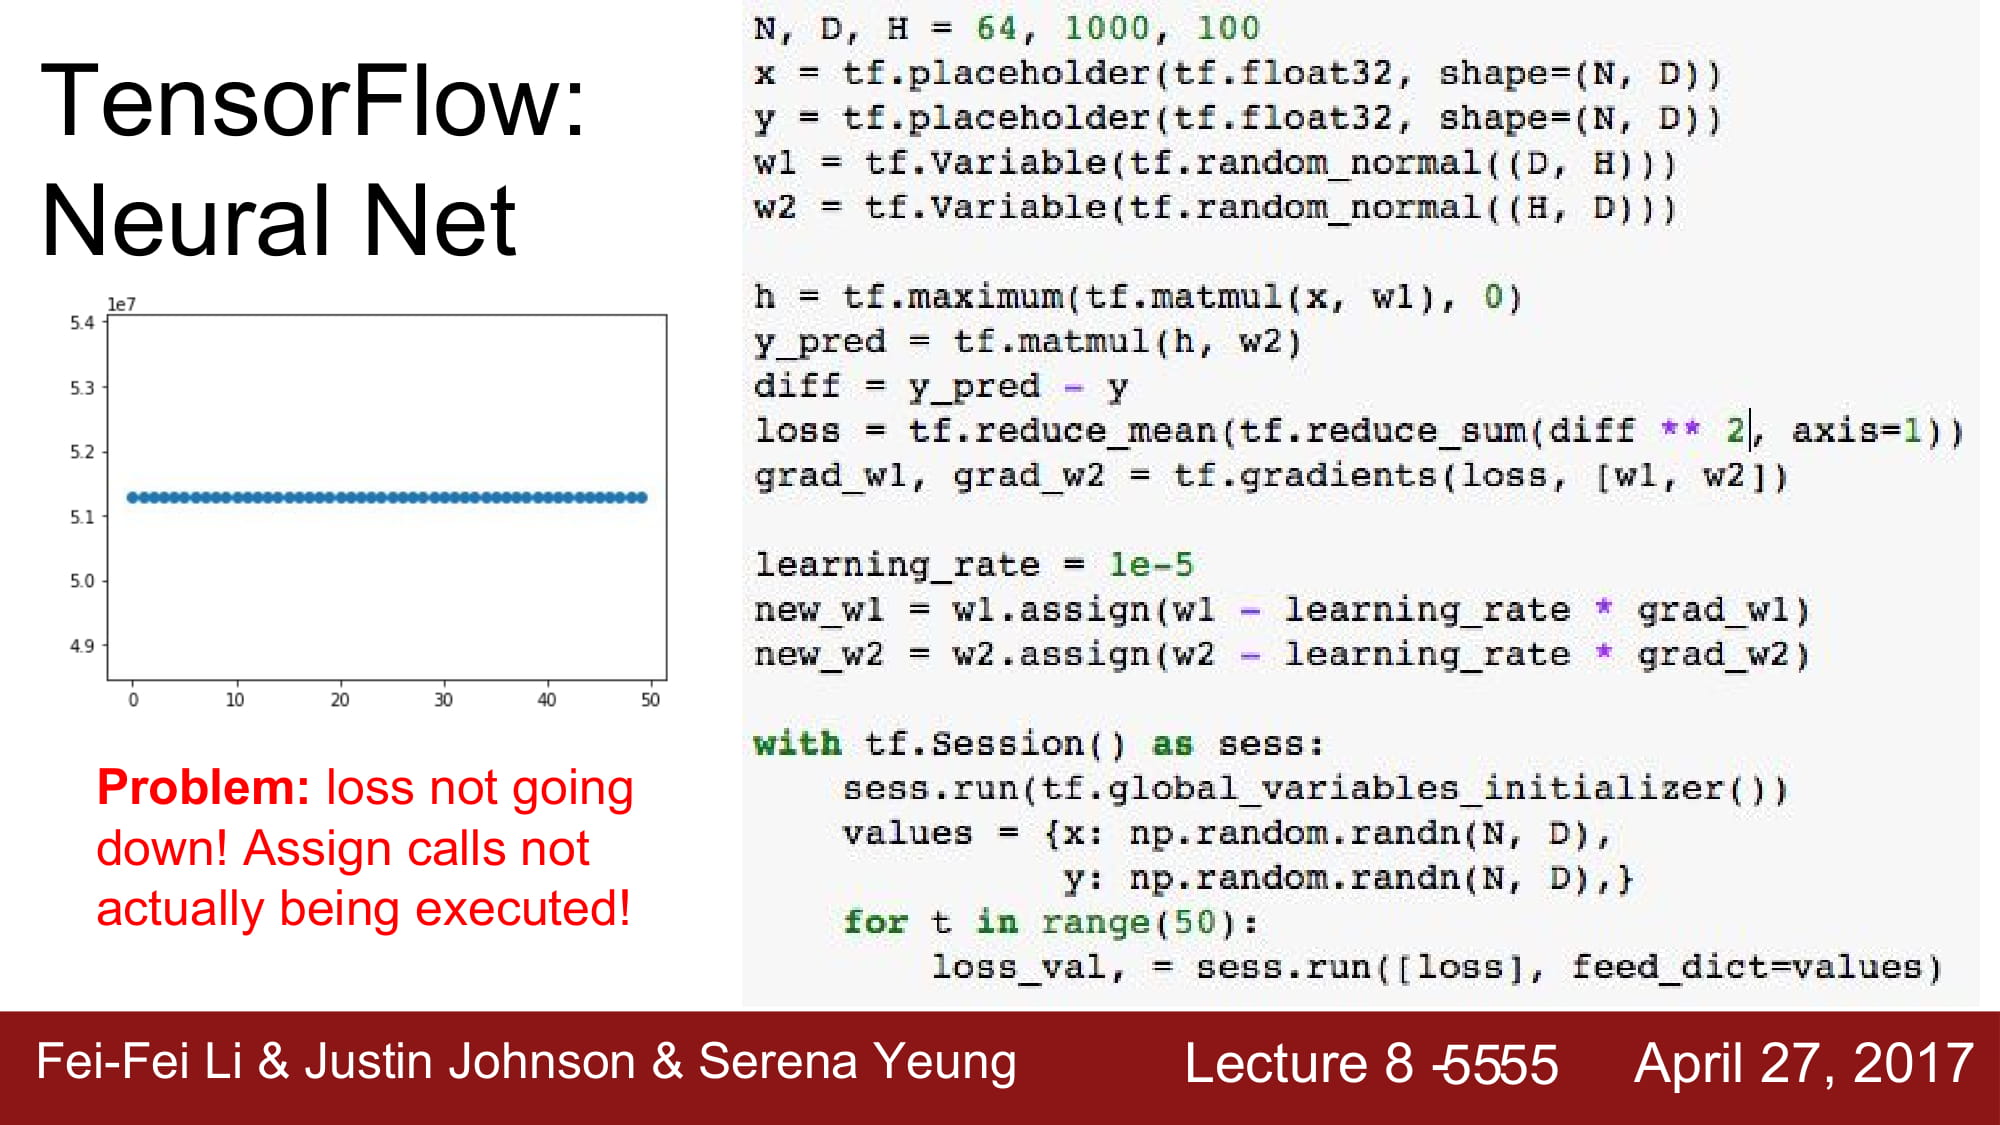 TensorFlow:
Neural Net
1e7
5.4
5.3
5.2
5.1
5.0
4.9
0 10 20 30 40 50
Problem: loss not going
down! Assign calls not
actually being executed!
N, D, H = 64, 1000, 100
x = tf.placeholder(tf.float32, shape=(N, D))
y = tf.placeholder(tf.float32, shape=(N, D))
w1 = tf.Variable(tf.random_normal((D, H)))
w2 = tf.Variable(tf.random_normal((H, D)))
h = tf.maximum(tf.matmul(x, w1), 0)
y_pred = tf.matmul(h, w2)
diff = y_pred - y
loss = tf.reduce_mean(tf.reduce_sum(diff ** 2, axis=1))
grad_w1, grad_w2 = tf.gradients(loss, [w1, w2])
learning_rate = 1e-5
new_w1 = w1.assign(w1 - learning_rate * grad_w1)
new_w2 = w2.assign(w2 - learning_rate * grad_w2)
with tf.Session() as sess:
    sess.run(tf.global_variables_initializer())
    values = {x: np.random.randn(N, D),
              y: np.random.randn(N, D),}
    for t in range(50):
        loss_val, = sess.run([loss], feed_dict=values)
Fei-Fei Li & Justin Johnson & Serena Yeung Lecture 8 -5555 April 27, 2017